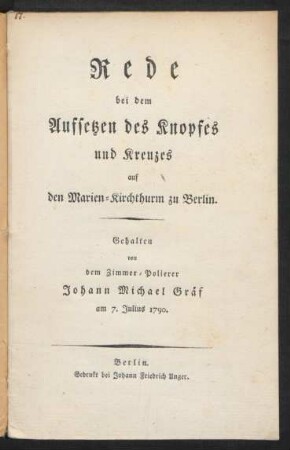 Rede
bei dem
Aufsetzen des Knopfes
und Kreuzes
auf
den Marien-Kirchthurm zu Berlin.
Gehalten
von
dem Zimmer-Polierer
Johann Michael Gräf
am 7. Julius 1790.
Berlin.
Gedrukt bei Johann Friedrich Unger.